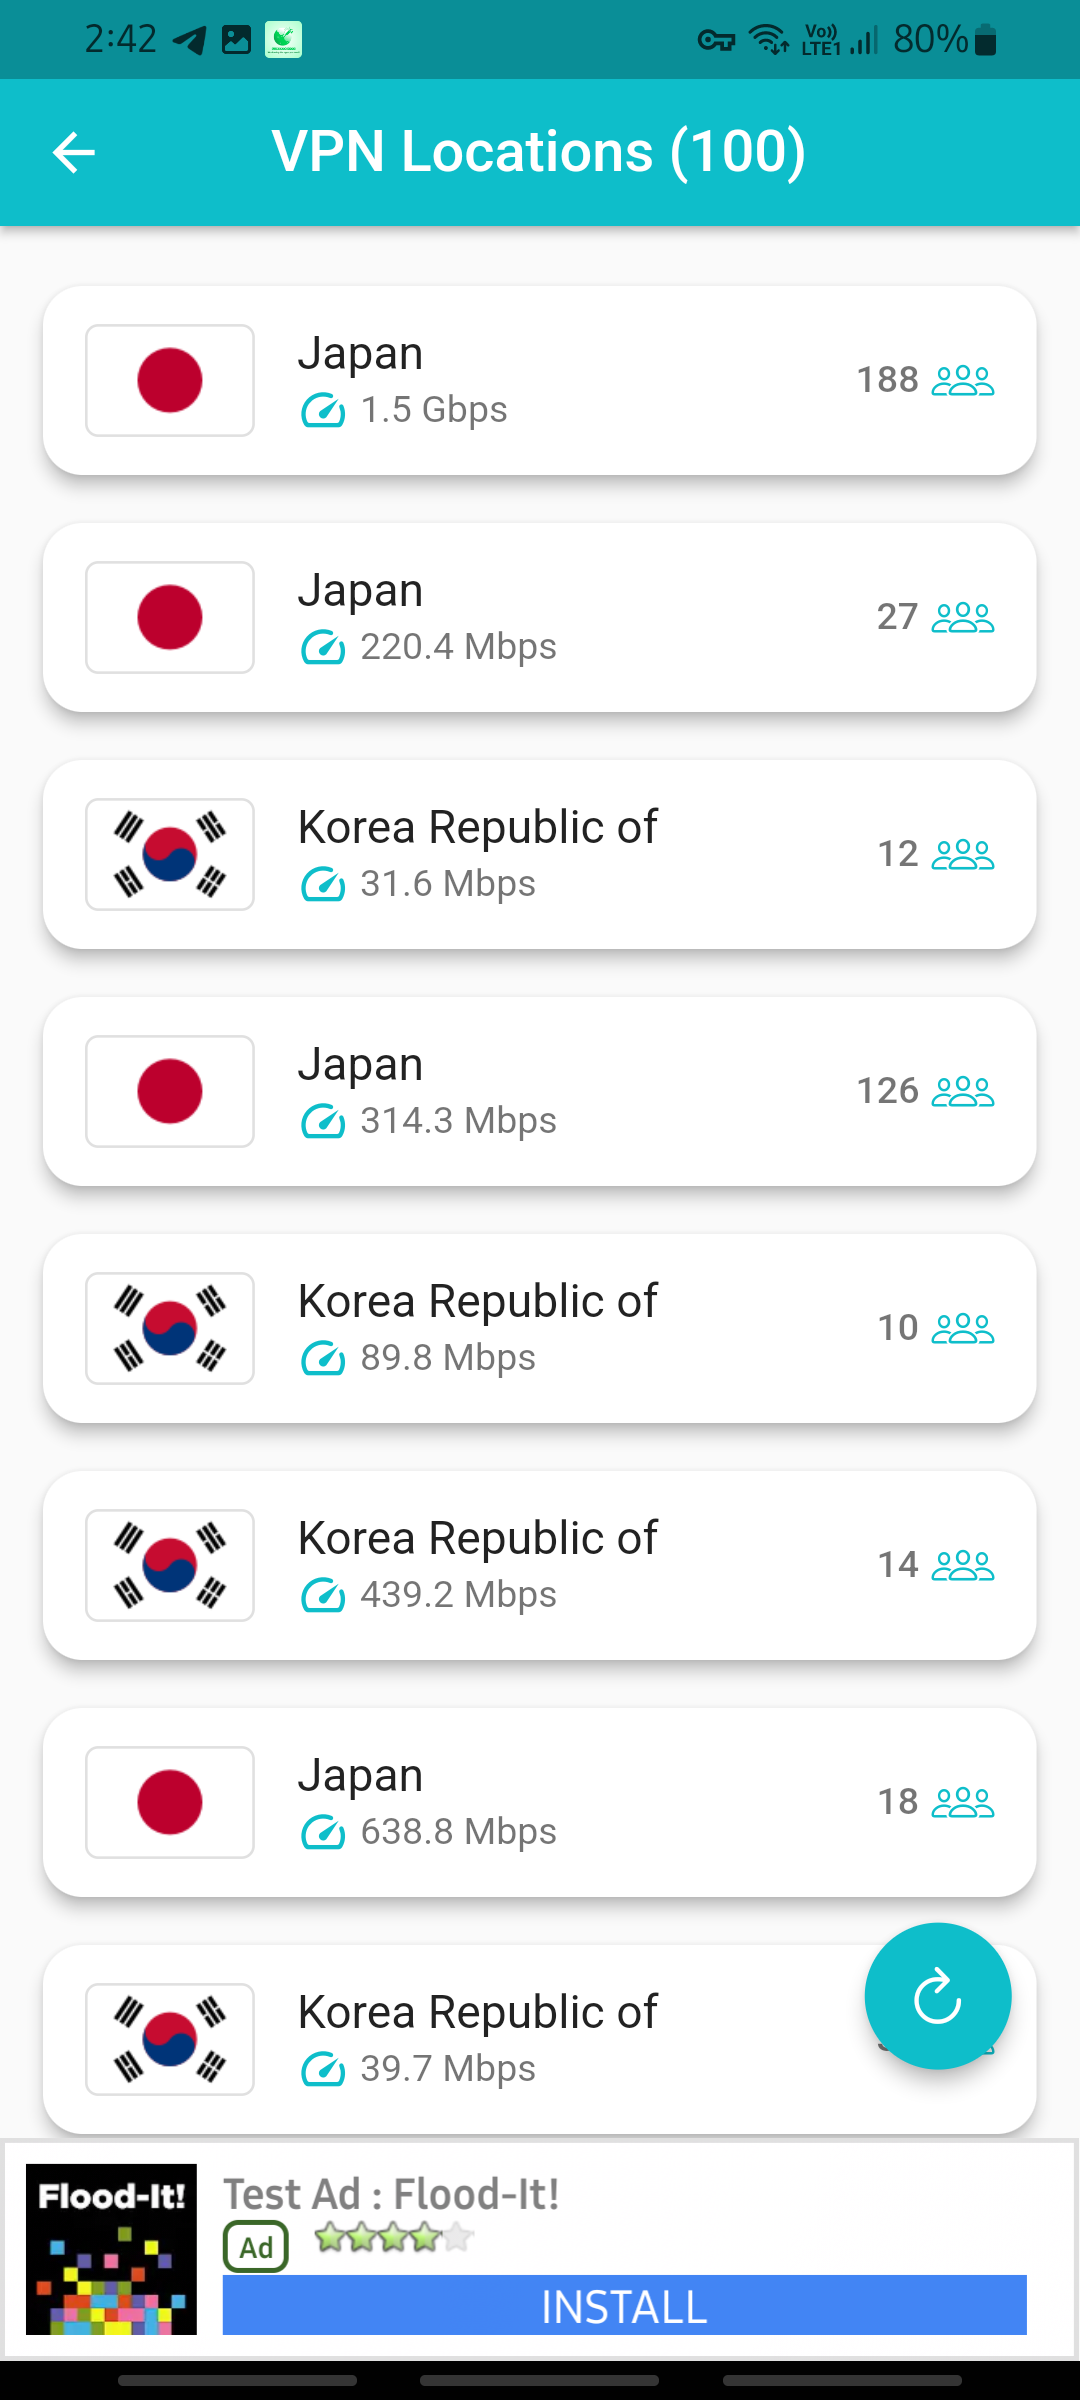 2:42
Vo)) LTE1 80%
VPN Locations (100)
Japan
1.5 Gbps
188
Japan
220.4 Mbps
27
Korea Republic of
31.6 Mbps
12
Japan
314.3 Mbps
126
Korea Republic of
89.8 Mbps
10
Korea Republic of
439.2 Mbps
14
Japan
638.8 Mbps
18
Korea Republic of
39.7 Mbps
Flood-It!
Test Ad : Flood-It!
Ad
INSTALL